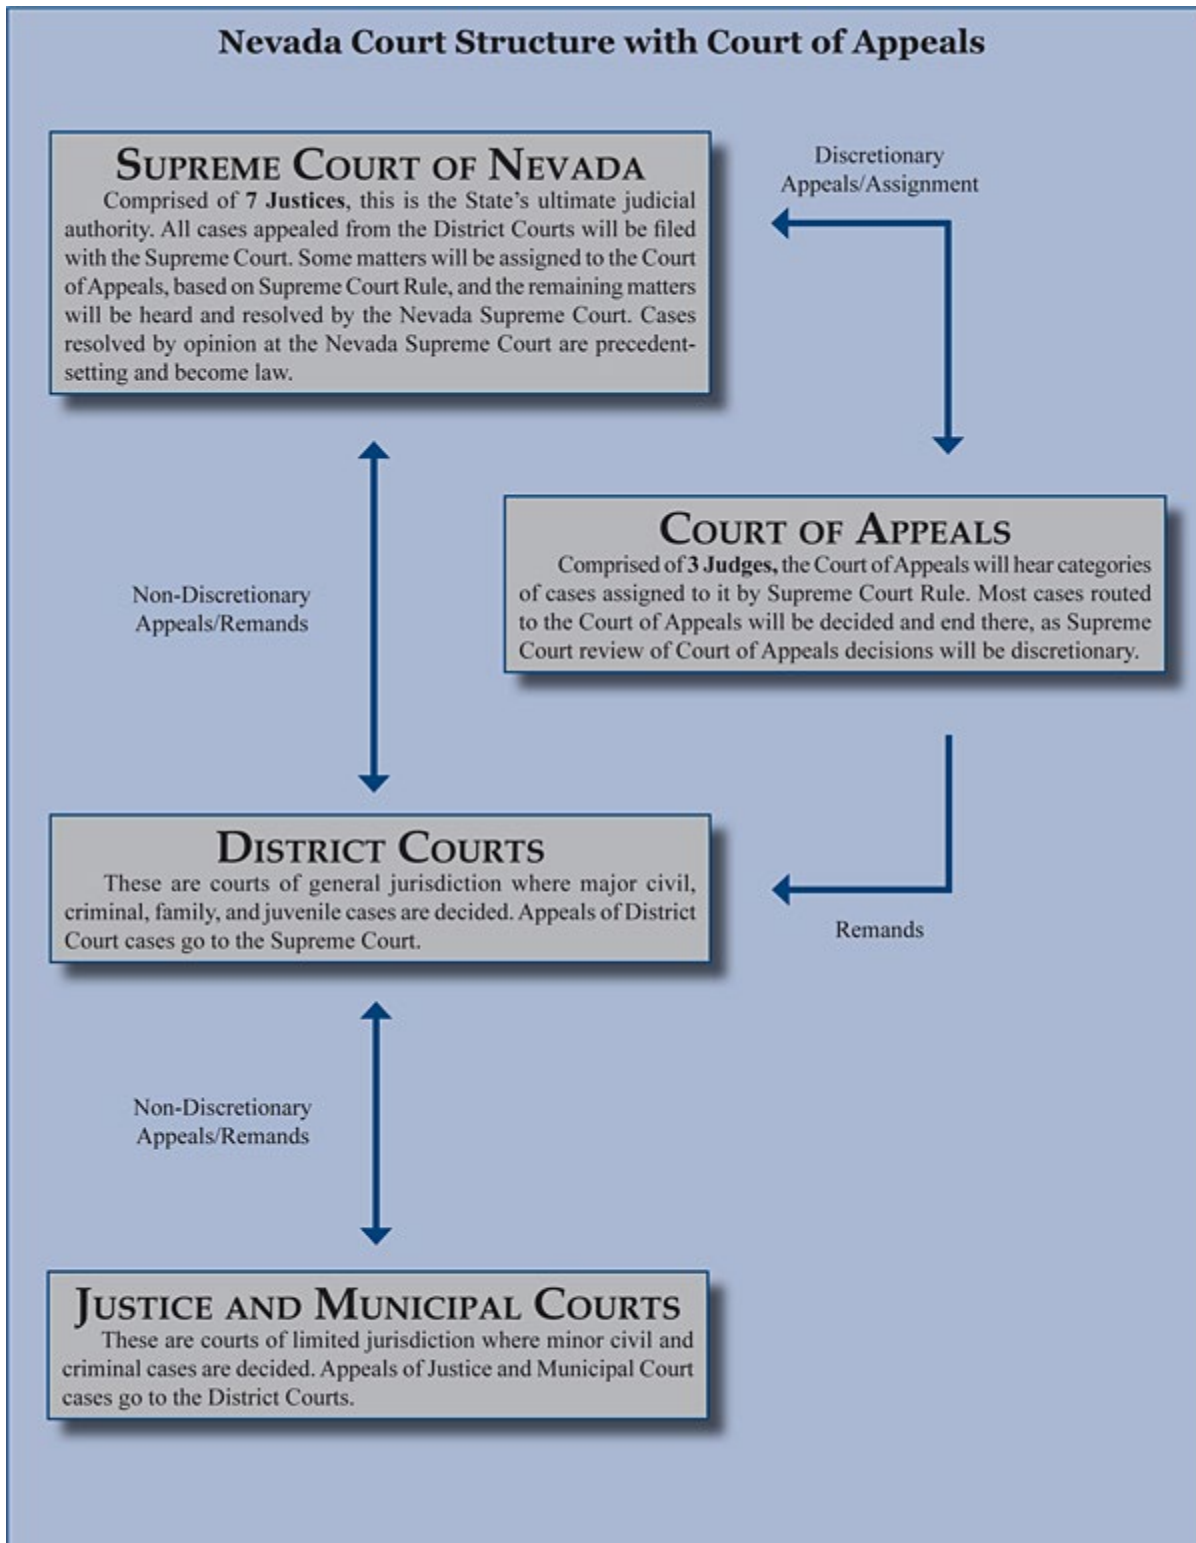 Nevada Court Structure with Court of Appeals
SUPREME COURT OF NEVADA
Comprised of 7 Justices, this is the State's ultimate judicial
authority. All cases appealed from the District Courts will be filed
with the Supreme Court. Some matters will be assigned to the Court
of Appeals, based on Supreme Court Rule, and the remaining matters
will be heard and resolved by the Nevada Supreme Court. Cases
resolved by opinion at the Nevada Supreme Court are precedent-
setting and become law.
Discretionary
Appeals/Assignment
COURT OF APPEALS
Comprised of 3 Judges, the Court of Appeals will hear categories
of cases assigned to it by Supreme Court Rule. Most cases routed
to the Court of Appeals will be decided and end there, as Supreme
Court review of Court of Appeals decisions will be discretionary.
Non-Discretionary
Appeals/Remands
DISTRICT COURTS
These are courts of general jurisdiction where major civil,
criminal, family, and juvenile cases are decided. Appeals of District
Court cases go to the Supreme Court.
Remands
Non-Discretionary
Appeals/Remands
JUSTICE AND MUNICIPAL COURTS
These are courts of limited jurisdiction where minor civil and
criminal cases are decided. Appeals of Justice and Municipal Court
cases go to the District Courts.